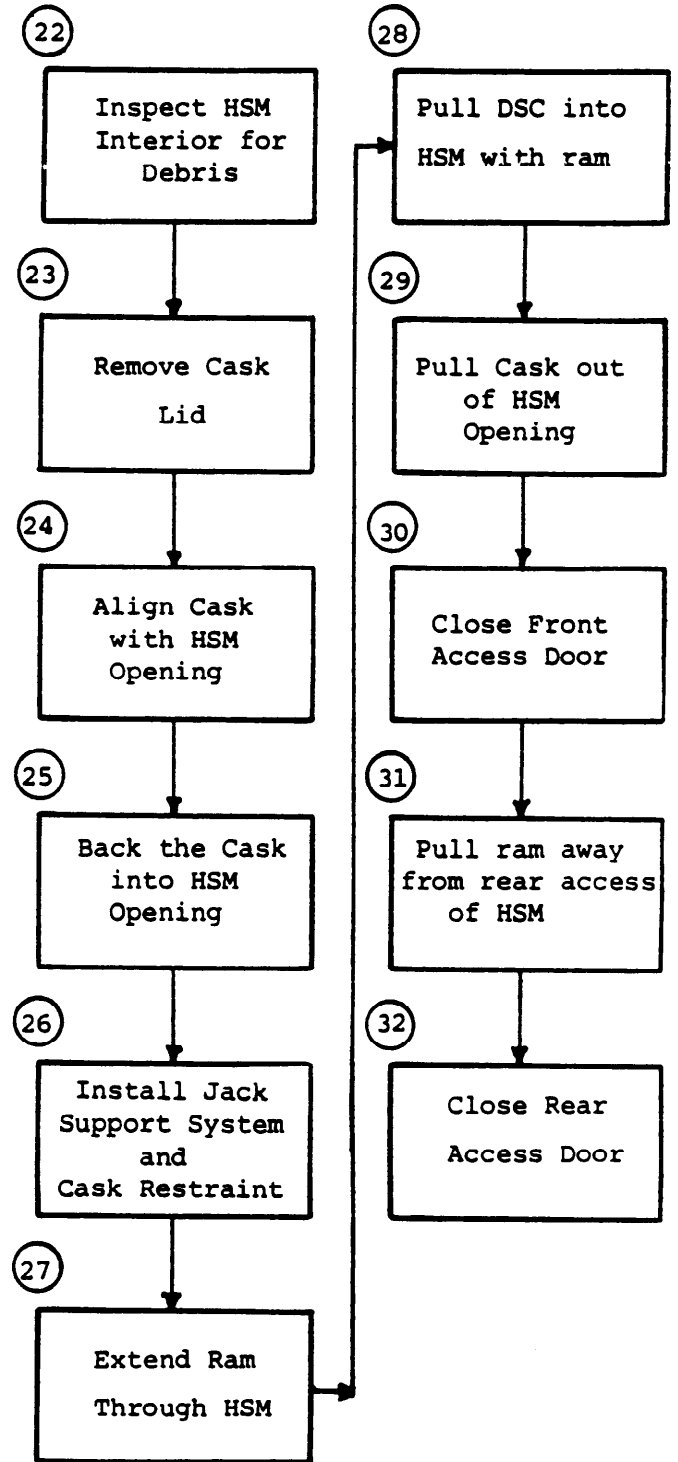 22
Inspect HSM
Interior for
Debris
23
Remove Cask
Lid
24
Align Cask
with HSM
Opening
25
Back the Cask
into HSM
Opening
26
Install Jack
Support System
and
Cask Restraint
27
Extend Ram
Through HSM
28
Pull DSC into
HSM with ram
29
Pull Cask out
of HSM
Opening
30
Close Front
Access Door
31
Pull ram away
from rear access
of HSM
32
Close Rear
Access Door